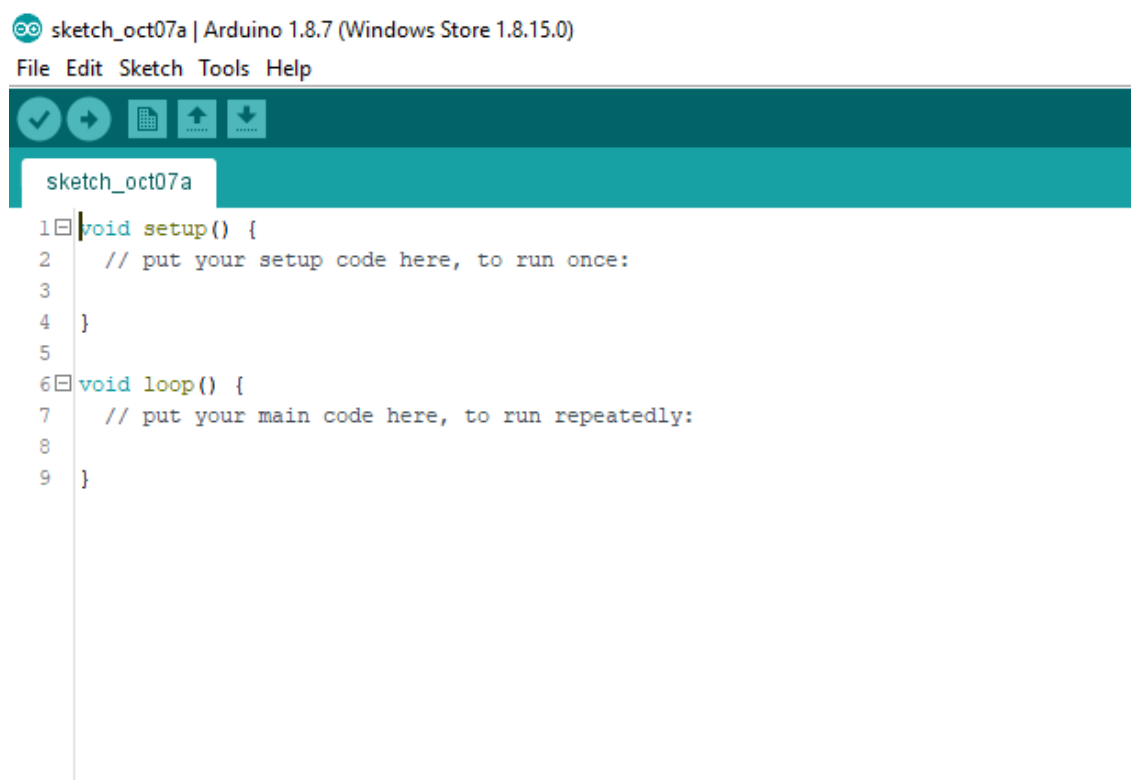 sketch_oct07a | Arduino 1.8.7 (Windows Store 1.8.15.0)
File Edit Sketch Tools Help
sketch_oct07a
1 void setup() {
2 // put your setup code here, to run once:
3
4 }
5
6 void loop() {
7 // put your main code here, to run repeatedly:
8
9 }